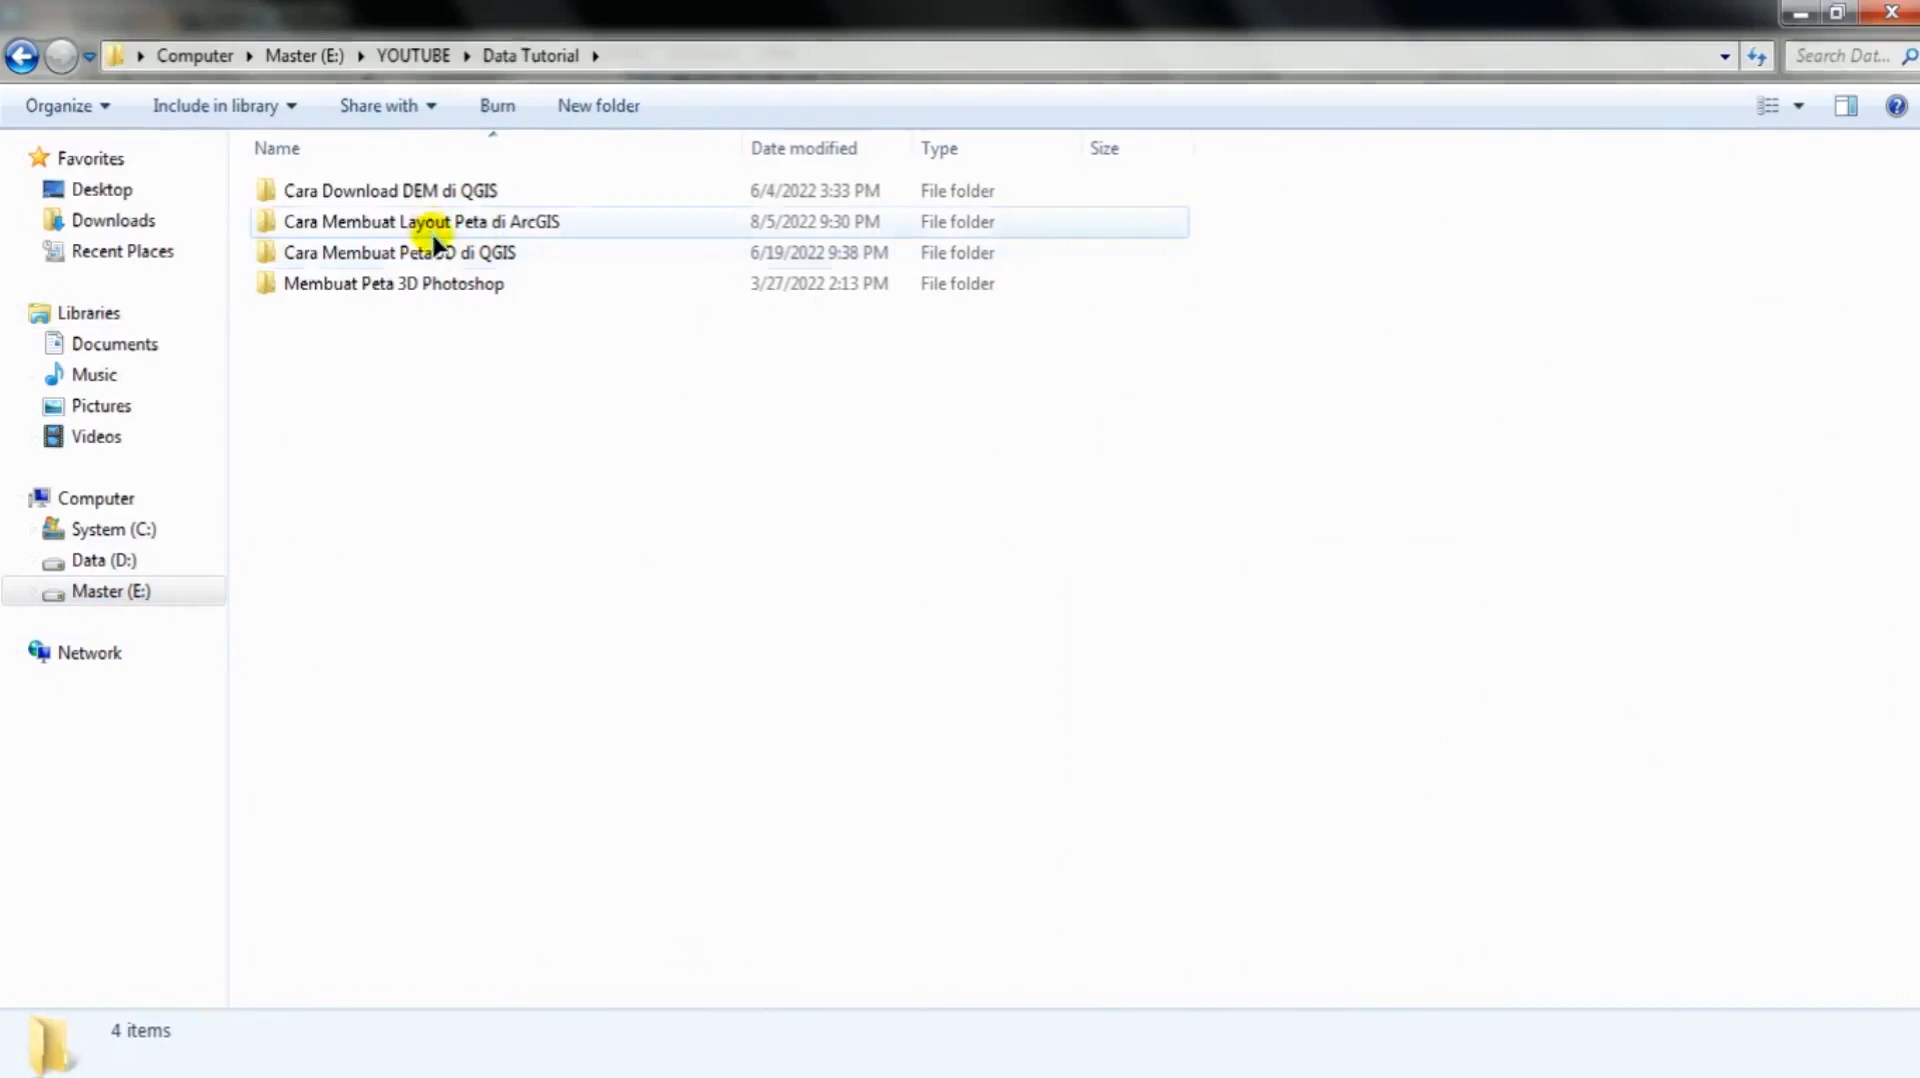 Computer Master (E:) YOUTUBE Data Tutorial Search Dat...
Organize Include in library Share with Burn New folder
Favorites
Desktop
Downloads
Recent Places
Libraries
Documents
Music
Pictures
Videos
Computer
System (C:)
Data (D:)
Master (E:)
Network
Name Date modified Type Size
Cara Download DEM di QGIS 6/4/2022 3:33 PM File folder
Cara Membuat Layout Peta di ArcGIS 8/5/2022 9:30 PM File folder
Cara Membuat Peta 3D di QGIS 6/19/2022 9:38 PM File folder
Membuat Peta 3D Photoshop 3/27/2022 2:13 PM File folder
4 items